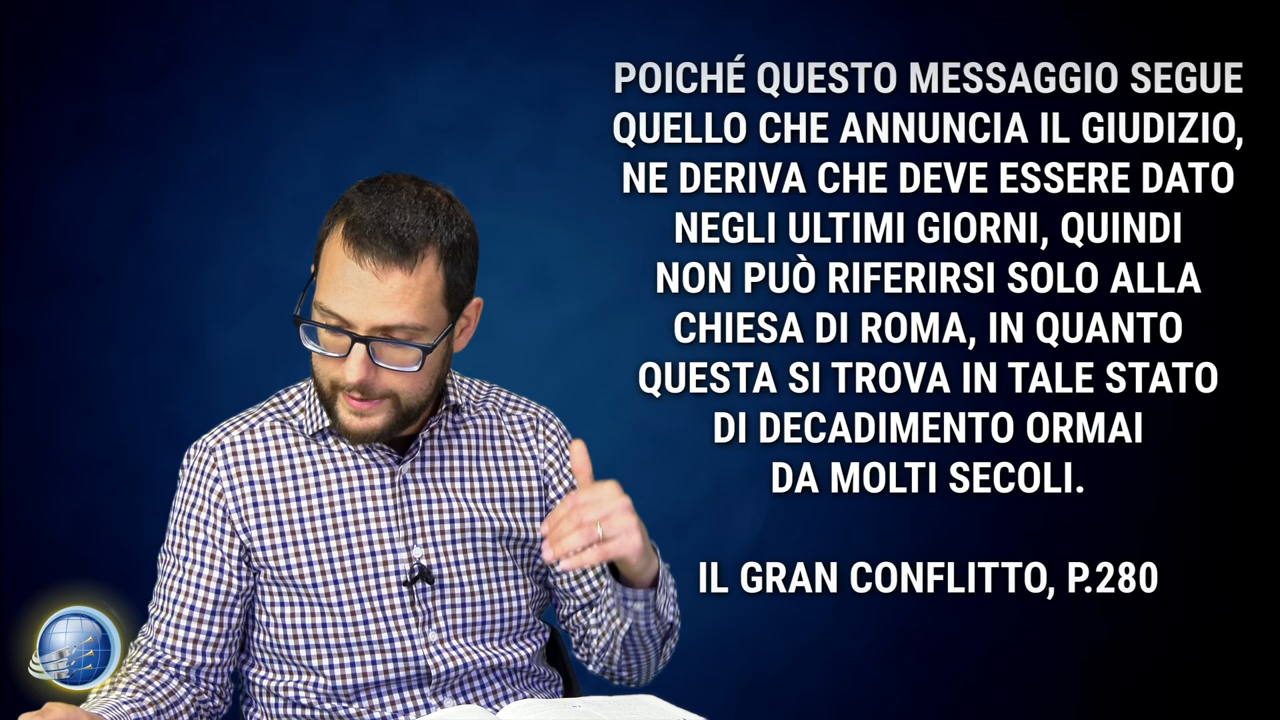 POICHÉ QUESTO MESSAGGIO SEGUE
QUELLO CHE ANNUNCIA IL GIUDIZIO,
NE DERIVA CHE DEVE ESSERE DATO
NEGLI ULTIMI GIORNI, QUINDI
NON PUÒ RIFERIRSI SOLO ALLA
CHIESA DI ROMA, IN QUANTO
QUESTA SI TROVA IN TALE STATO
DI DECADIMENTO ORMAI
DA MOLTI SECOLI.
IL GRAN CONFLITTO, P.280